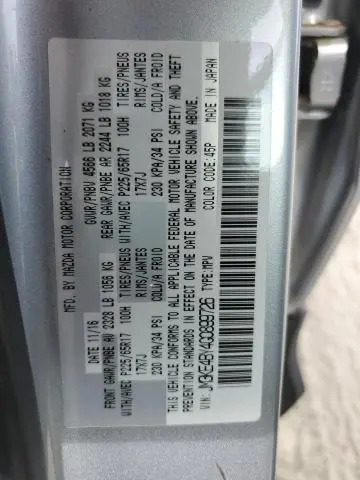 MFD. BY MAZDA MOTOR CORPORATION
DATE 11/16 GVWR/PNBV 4566 LB 2071 KG
FRONT GAWR/PNBE AV 2328 LB 1056 KG REAR GAWR/PNBE AR 2244 LB 1018 KG
WITH/AVEC P225/65R17 100H TIRES/PNEUS WITH/AVEC P225/65R17 100H TIRES/PNEUS
17X7J RIMS/JANTES 17X7J RIMS/JANTES
230 KPA/34 PSI COLD/A FROID 230 KPA/34 PSI COLD/A FROID
THIS VEHICLE CONFORMS TO ALL APPLICABLE FEDERAL MOTOR VEHICLE SAFETY AND THEFT
PREVENTION STANDARDS IN EFFECT ON THE DATE OF MANUFACTURE SHOWN ABOVE.
VIN: JM3KE4BY4G0899726 TYPE: MPV COLOR CODE: 45P MADE IN JAPAN